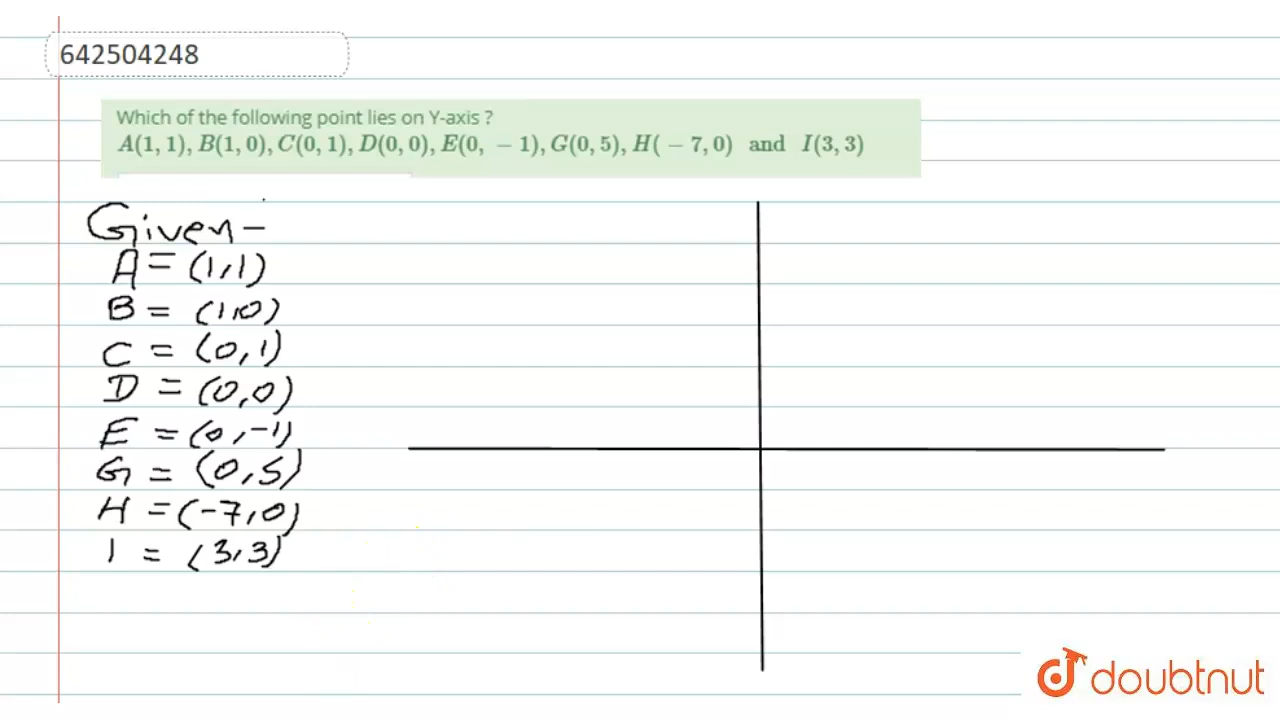 642504248
Which of the following point lies on Y-axis ?
A(1, 1), B(1, 0), C(0, 1), D(0, 0), E(0, − 1), G(0, 5), H( − 7, 0) and I(3, 3)
Given -
A = (1, 1)
B = (1, 0)
C = (0, 1)
D = (0, 0)
E = (0, -1)
G = (0, 5)
H = (-7, 0)
I = (3, 3)
doubtnut